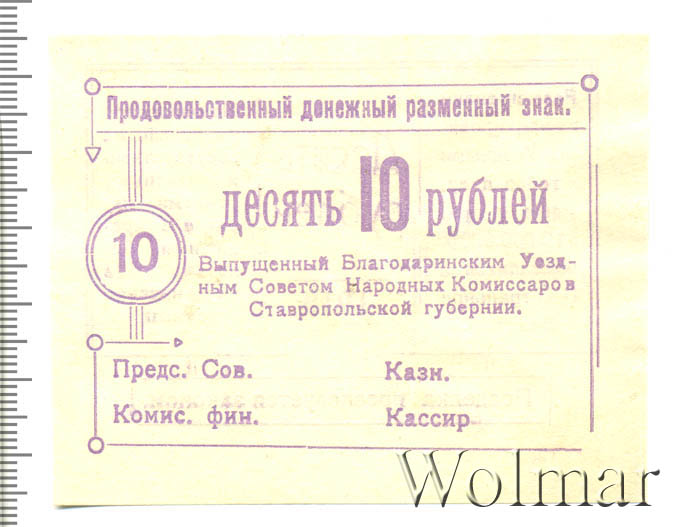 Продовольственный денежный разменный знак.
десять 10 рублей
10
Выпущенный Благодаринским Уезд-
ным Советом Народных Комиссаров
Ставропольской губернии.
Предс. Сов. Казн.
Комис. фин. Кассир
Wolmar